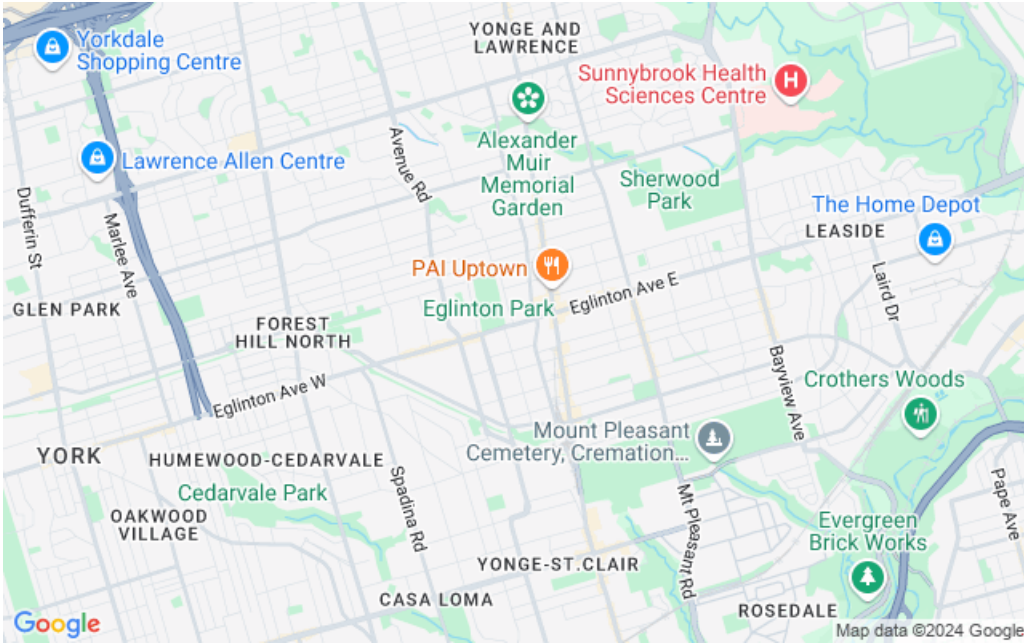 YONGE AND
LAWRENCE
Yorkdale
Shopping Centre
Sunnybrook Health
Sciences Centre
H
Alexander
Muir
Memorial
Garden
Avenue Rd
Lawrence Allen Centre
Sherwood
Park
The Home Depot
LEASIDE
Dufferin St
Marlee Ave
PAI Uptown
Laird Dr
Eglinton Ave E
Eglinton Park
GLEN PARK
FOREST
HILL NORTH
Bayview Ave
Crothers Woods
Eglinton Ave W
Mount Pleasant
Cemetery, Cremation...
YORK
HUMEWOOD-CEDARVALE
Cedarvale Park
Spadina Rd
Mt Pleasant Rd
Pape Ave
OAKWOOD
VILLAGE
Evergreen
Brick Works
YONGE-ST.CLAIR
CASA LOMA
ROSEDALE
Google
Map data ©2024 Google